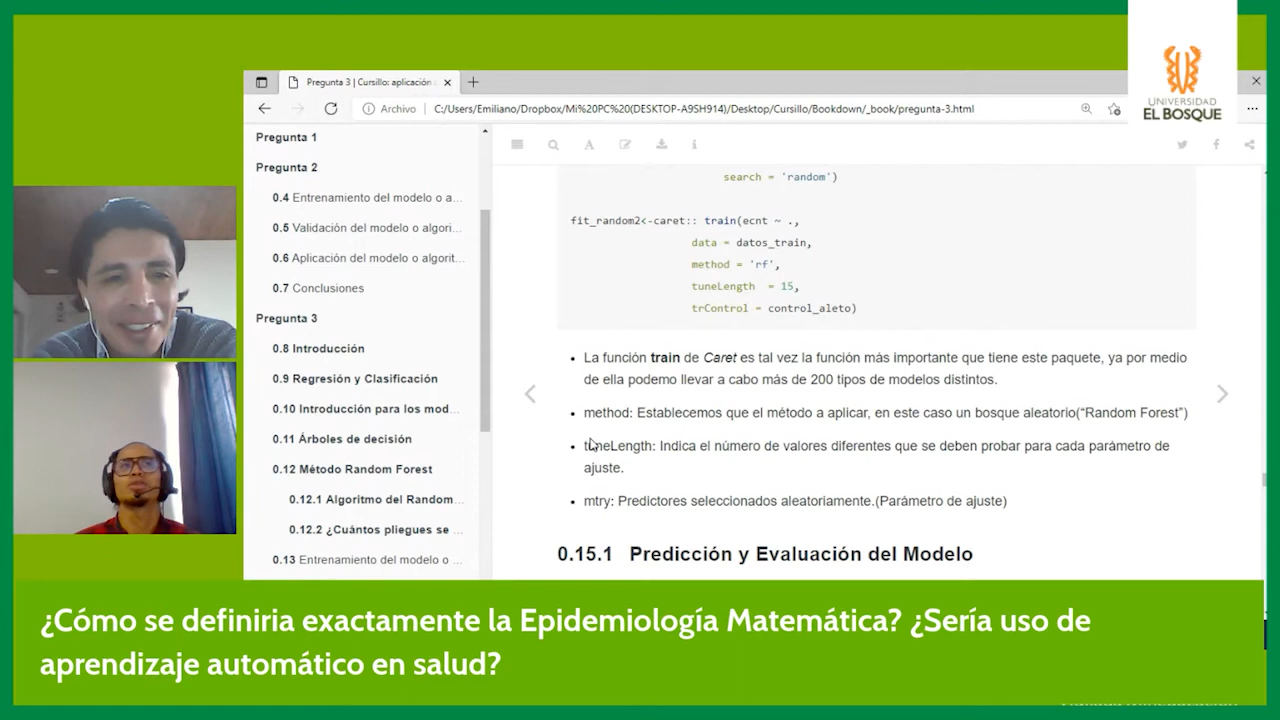 UNIVERSIDAD
EL BOSQUE
Pregunta 3 | Cursillo: aplicación
Archivo
C:/Users/Emiliano/Dropbox/Mi%20PC%20(DESKTOP-A9SH914)/Desktop/Cursillo/Bookdown/_book/pregunta-3.html
Pregunta 1
Pregunta 2
0.4 Entrenamiento del modelo o a...
0.5 Validación del modelo o algori...
0.6 Aplicación del modelo o algorit...
0.7 Conclusiones
Pregunta 3
0.8 Introducción
0.9 Regresión y Clasificación
0.10 Introducción para los mod...
0.11 Árboles de decisión
0.12 Método Random Forest
0.12.1 Algoritmo del Random...
0.12.2 ¿Cuántos pliegues se ...
0.13 Entrenamiento del modelo o ...
search = 'random')
fit_random2<-caret:: train(ecnt ~ .,
data = datos_train,
method = 'rf',
tuneLength = 15,
trControl = control_aleto)
• La función train de Caret es tal vez la función más importante que tiene este paquete, ya por medio
de ella podemo llevar a cabo más de 200 tipos de modelos distintos.
• method: Establecemos que el método a aplicar, en este caso un bosque aleatorio(“Random Forest”)
• tuneLength: Indica el número de valores diferentes que se deben probar para cada parámetro de
ajuste.
• mtry: Predictores seleccionados aleatoriamente.(Parámetro de ajuste)
0.15.1 Predicción y Evaluación del Modelo
¿Cómo se definiria exactamente la Epidemiología Matemática? ¿Sería uso de
aprendizaje automático en salud?